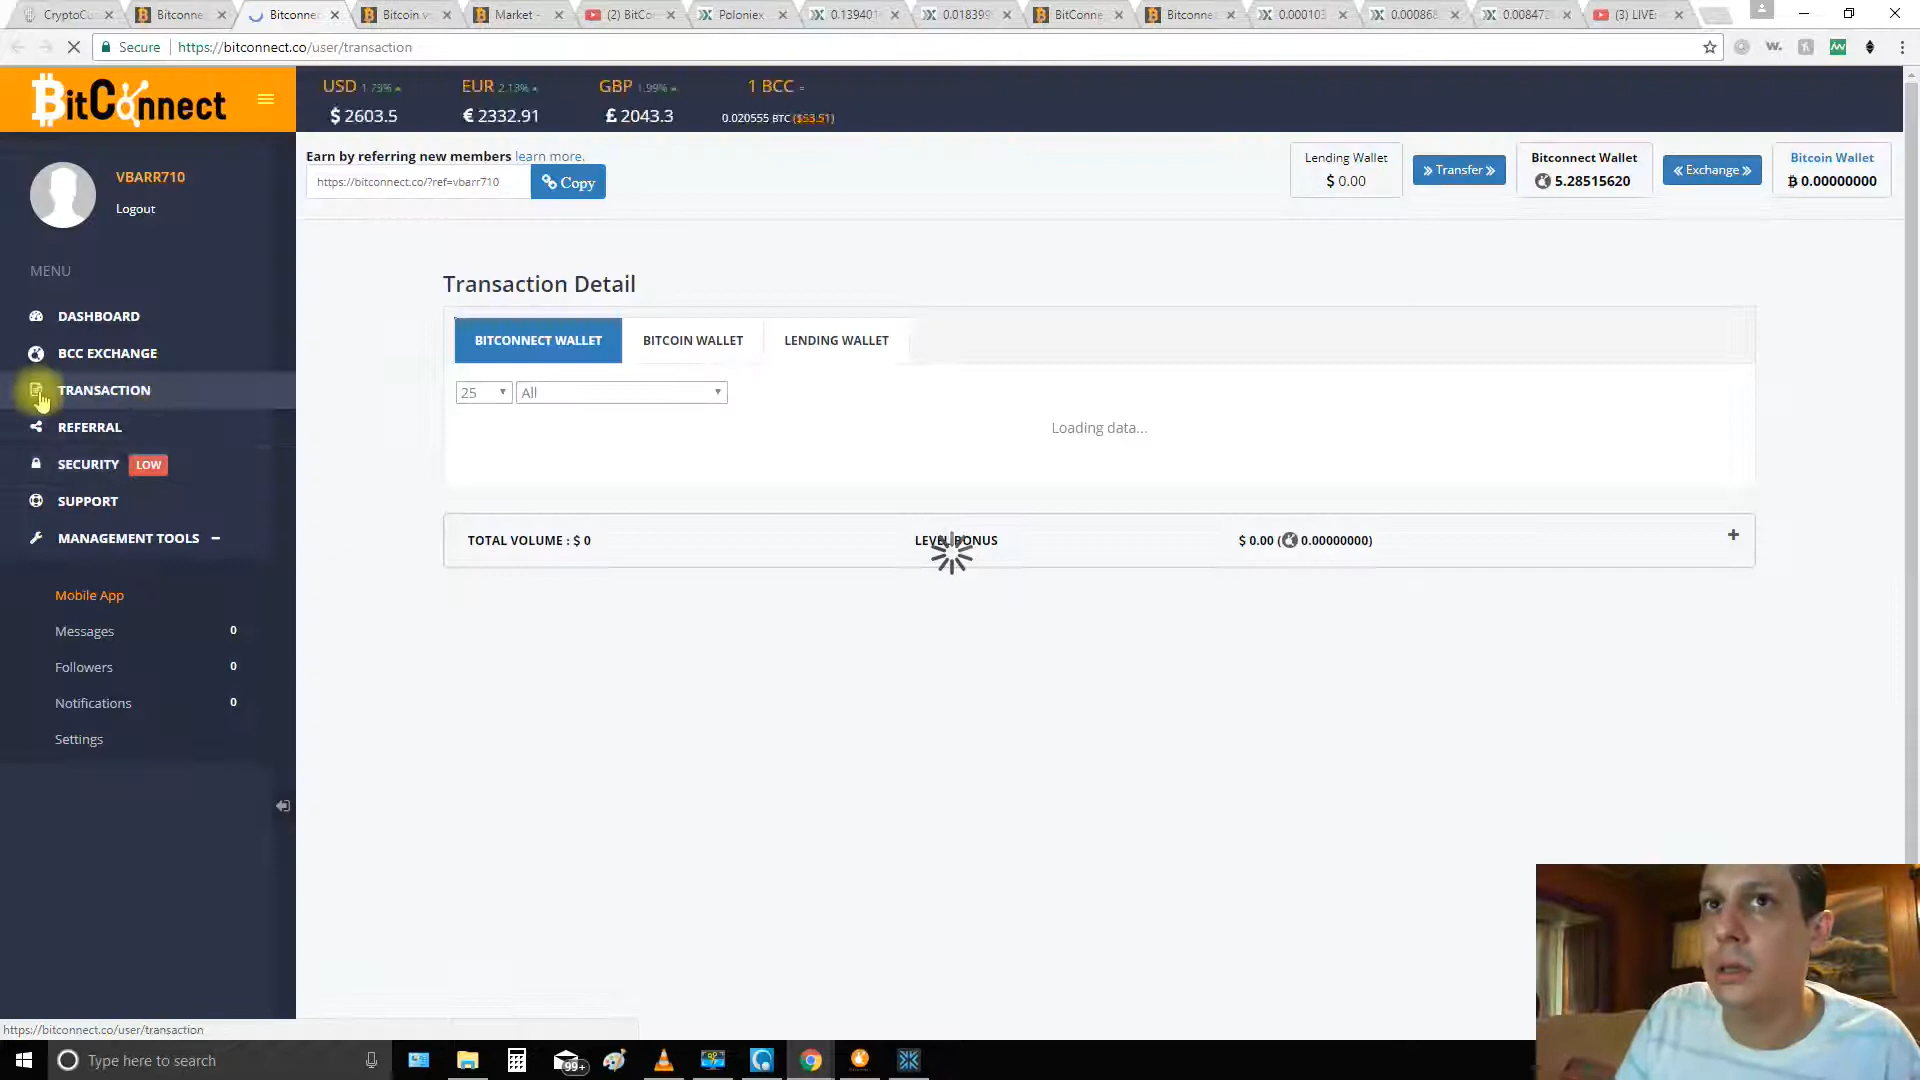 CryptoCo
Bitconne
Bitconne
Bitcoin v
Market -
(2) BitCo
Poloniex
0.139401
0.018399
BitConne
Bitconne
0.000103
0.000868
0.008472
(3) LIVE
Secure
https://bitconnect.co/user/transaction
BitConnect
USD 1.73%
EUR 2.13%
GBP 1.99%
1 BCC =
$ 2603.5
€ 2332.91
£ 2043.3
0.020555 BTC ($53.51)
Earn by referring new members learn more.
https://bitconnect.co/?ref=vbarr710
Copy
Lending Wallet
$ 0.00
Transfer
Bitconnect Wallet
5.28515620
Exchange
Bitcoin Wallet
฿ 0.00000000
VBARR710
Logout
MENU
DASHBOARD
BCC EXCHANGE
TRANSACTION
REFERRAL
SECURITY LOW
SUPPORT
MANAGEMENT TOOLS
Mobile App
Messages 0
Followers 0
Notifications 0
Settings
Transaction Detail
BITCONNECT WALLET
BITCOIN WALLET
LENDING WALLET
25
All
Loading data...
TOTAL VOLUME : $ 0
LEVEL BONUS
$ 0.00 (0.00000000)
https://bitconnect.co/user/transaction
Type here to search
99+